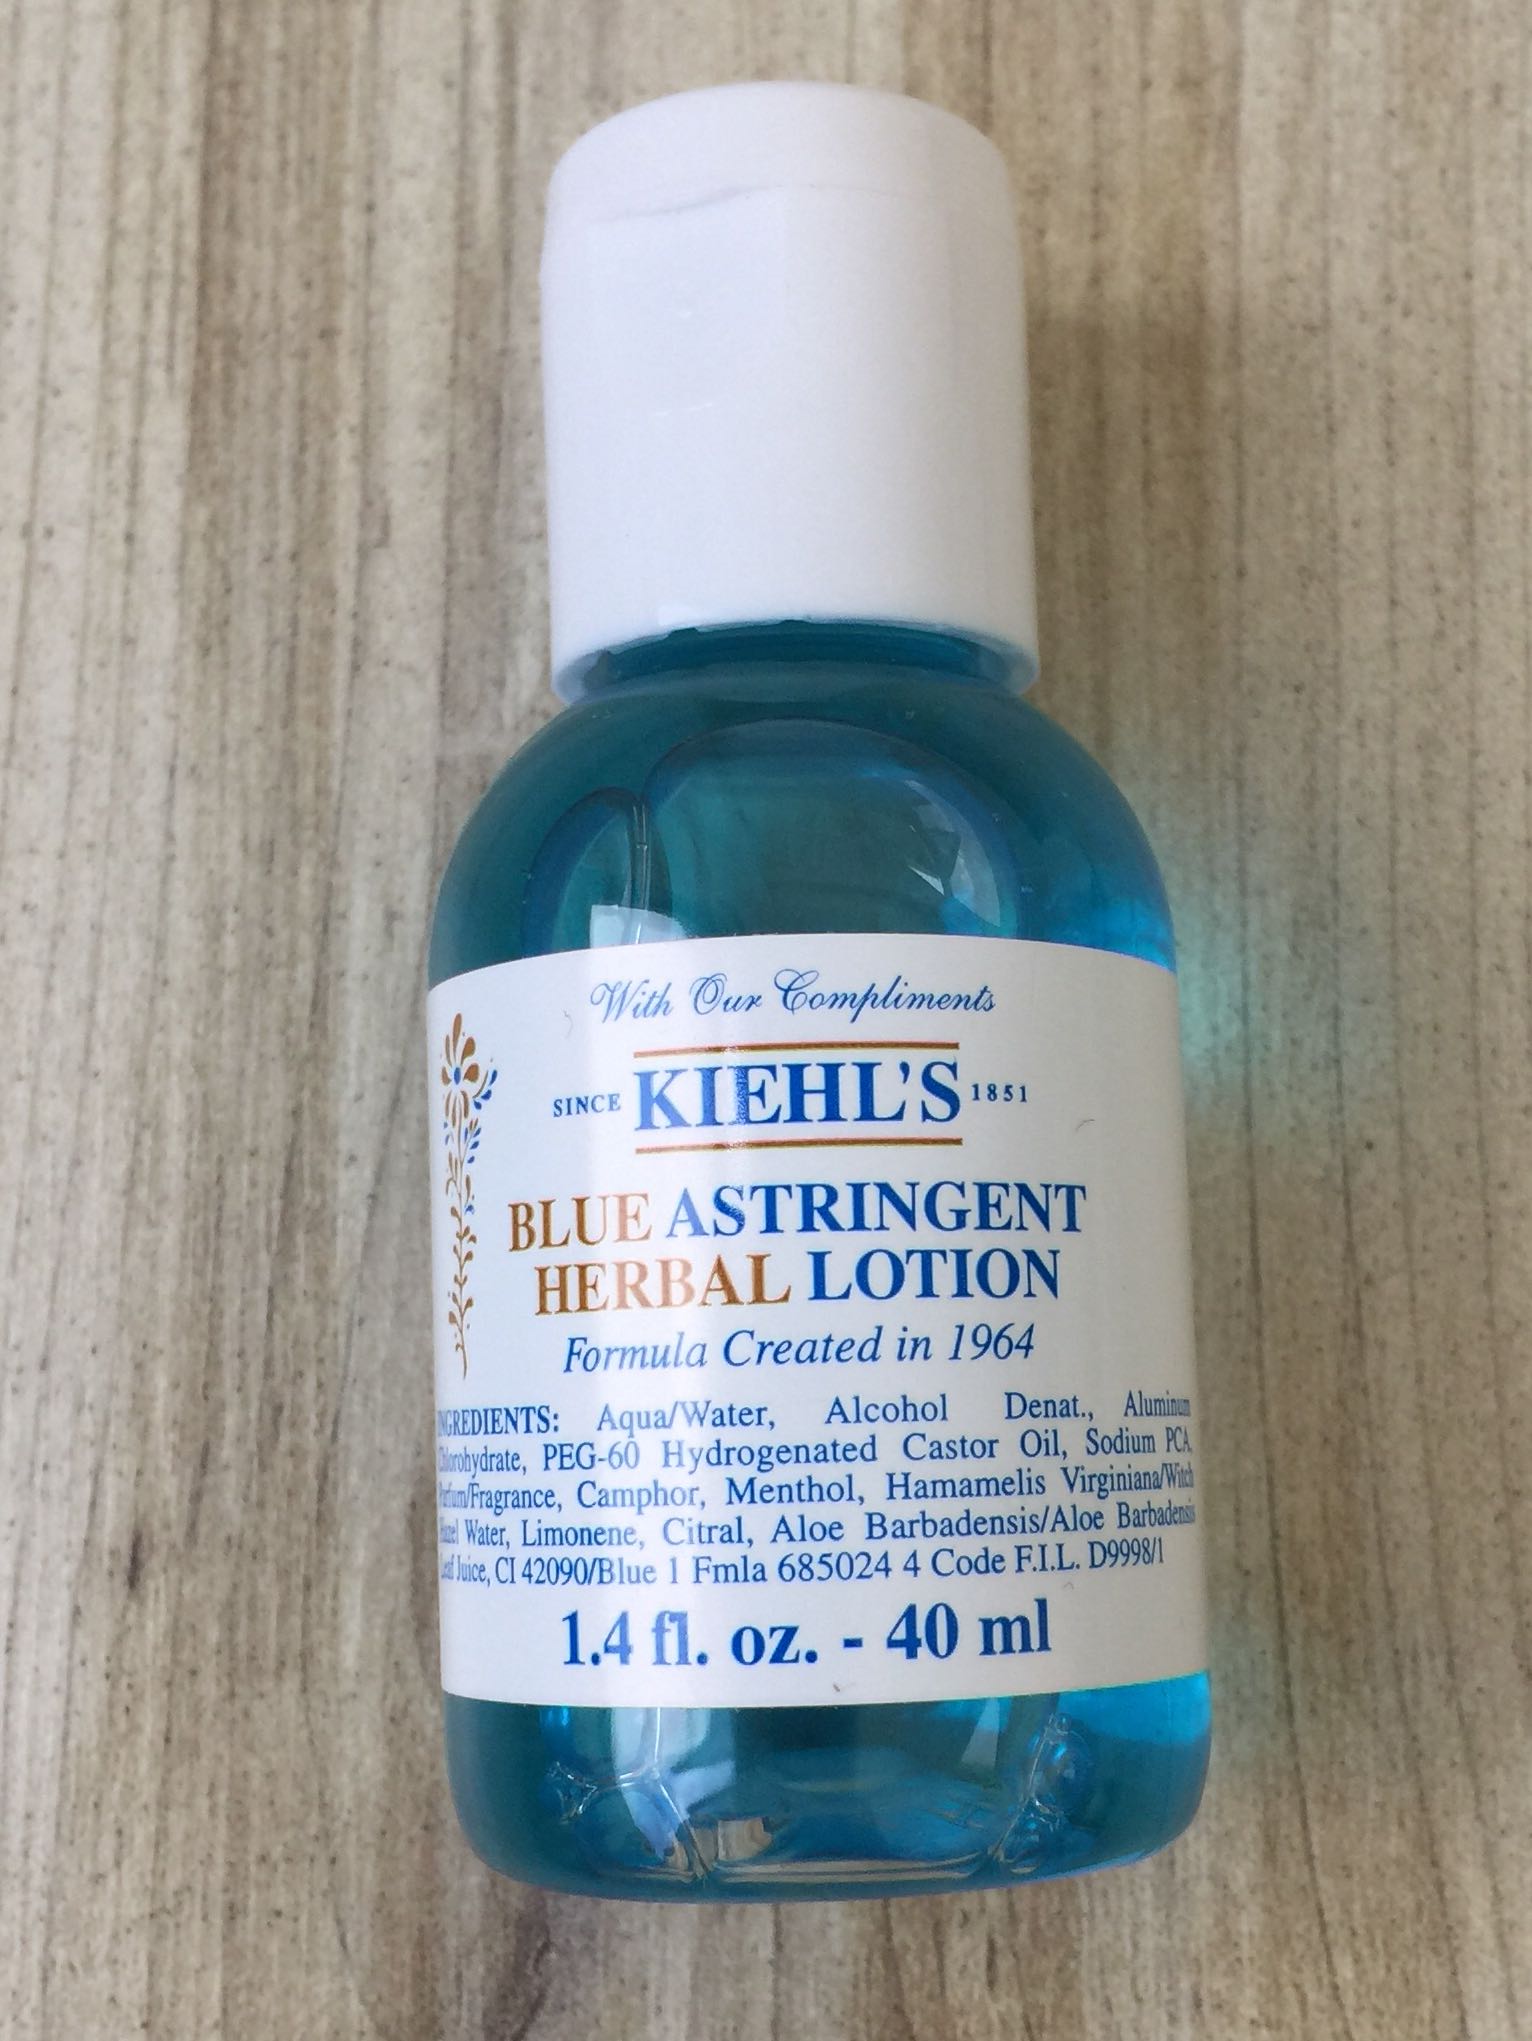 With Our Compliments
SINCE KIEHL'S 1851
BLUE ASTRINGENT
HERBAL LOTION
Formula Created in 1964
INGREDIENTS: Aqua/Water, Alcohol Denat., Aluminum
Chlorohydrate, PEG-60 Hydrogenated Castor Oil, Sodium PCA,
Parfum/Fragrance, Camphor, Menthol, Hamamelis Virginiana/Witch
Hazel Water, Limonene, Citral, Aloe Barbadensis/Aloe Barbadensis
Leaf Juice, CI 42090/Blue 1 Fmla 685024 4 Code F.I.L. D9998/1
1.4 fl. oz. - 40 ml